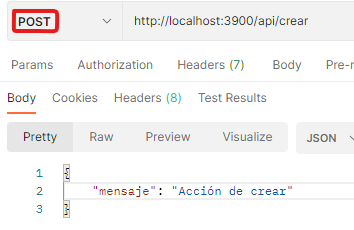 POST http://localhost:3900/api/crear
Params Authorization Headers (7) Body Pre-r
Body Cookies Headers (8) Test Results
Pretty Raw Preview Visualize JSON
1 {
2 "mensaje": "Acción de crear"
3 }